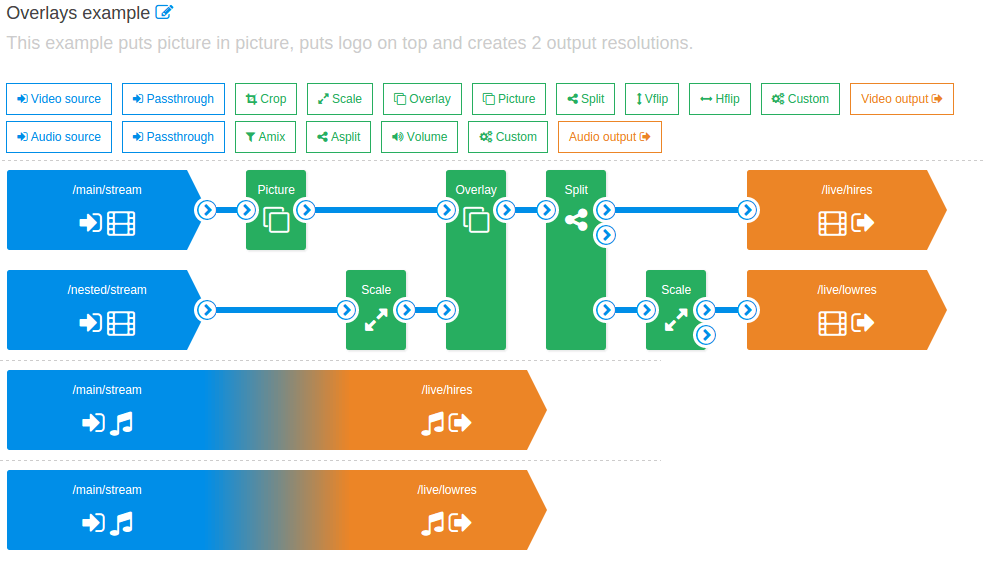 Overlays example
This example puts picture in picture, puts logo on top and creates 2 output resolutions.
Video source Passthrough Crop Scale Overlay Picture Split Vflip Hflip Custom Video output
Audio source Passthrough Amix Asplit Volume Custom Audio output
/main/stream Picture Overlay Split /live/hires
/nested/stream Scale Scale /live/lowres
/main/stream /live/hires
/main/stream /live/lowres